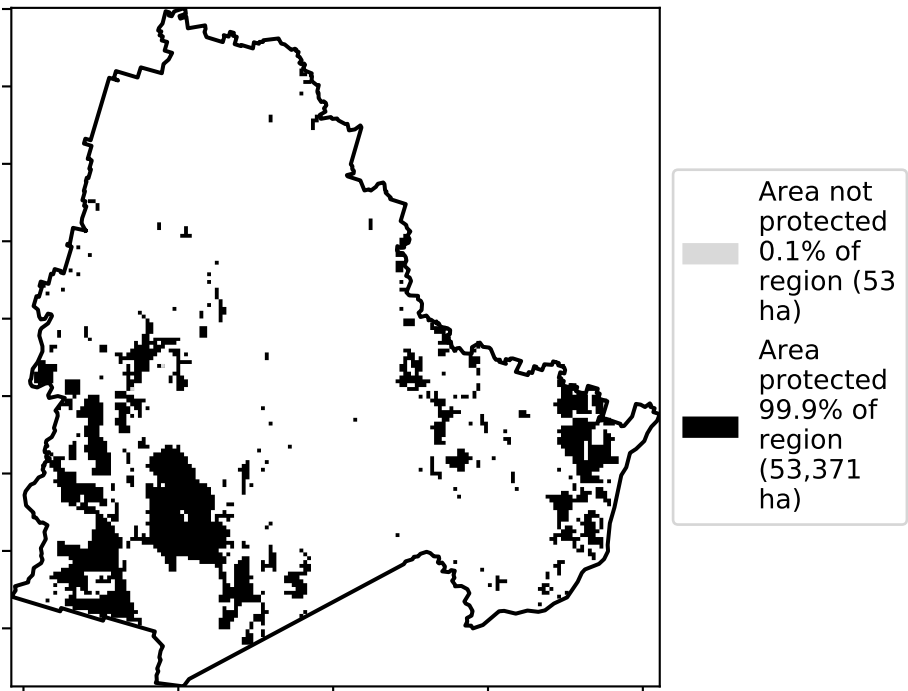 Area not
protected
0.1% of
region (53
ha)
Area
protected
99.9% of
region
(53,371
ha)